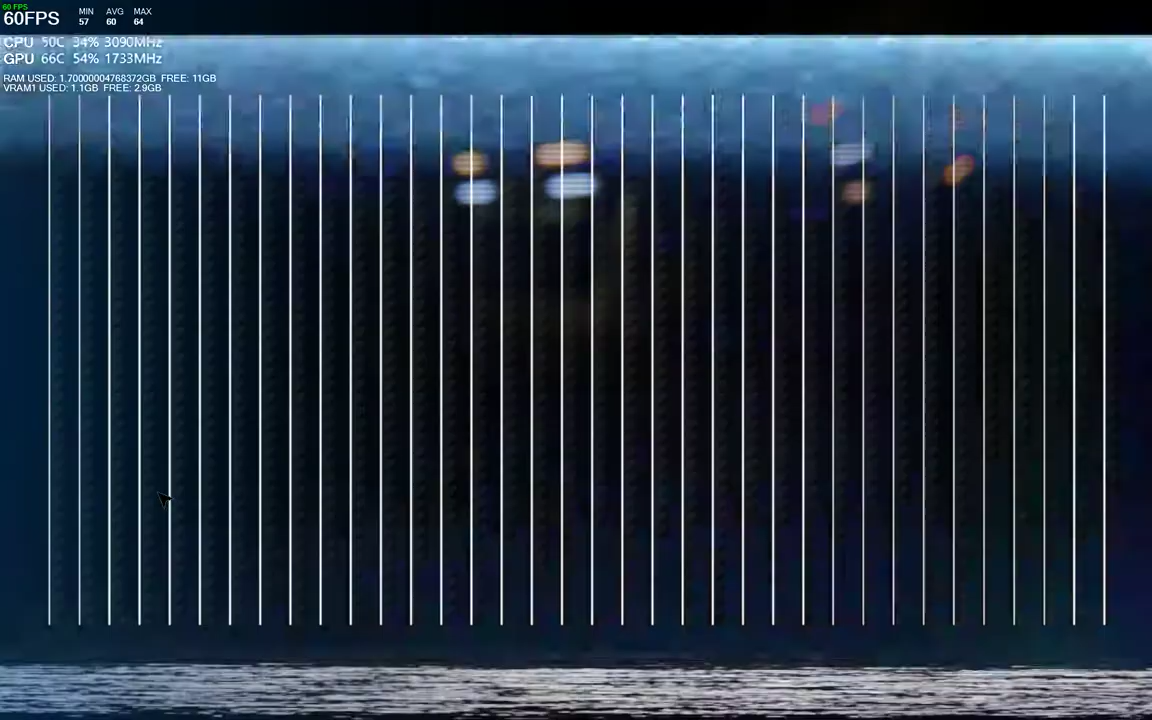 60 FPS
60FPS MIN AVG MAX
57 60 64
CPU 50C 34% 3090MHz
GPU 66C 54% 1733MHz
RAM USED: 1.70000004768372GB FREE: 11GB
VRAM1 USED: 1.1GB FREE: 2.9GB